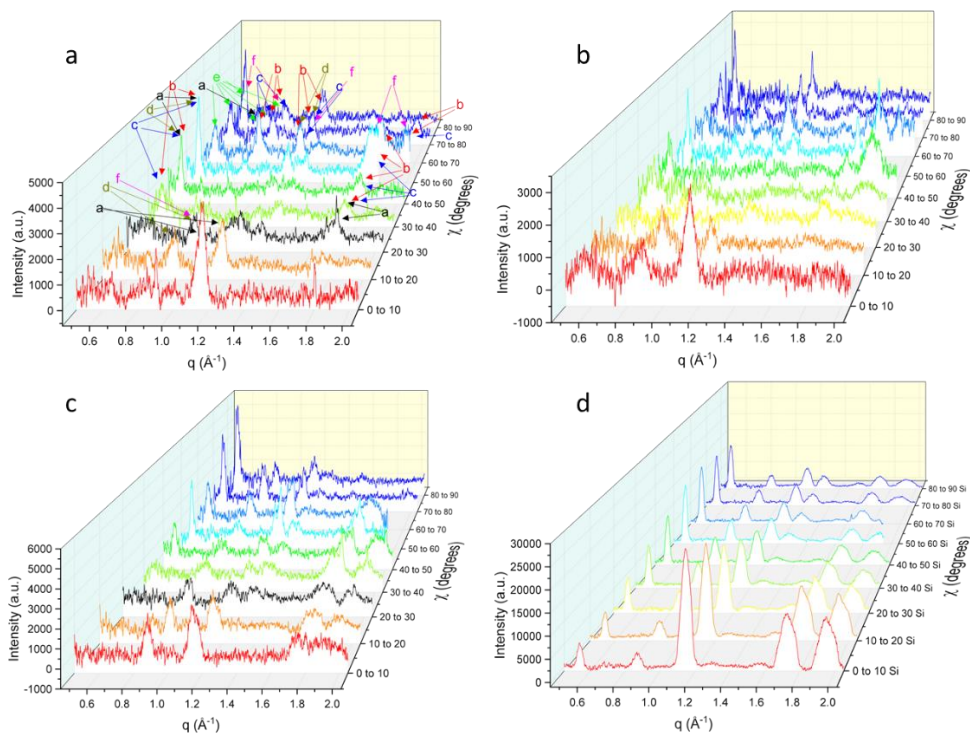 a
f
f
b
b
d
e
c
f
f
b
a
a
c
b
d
c
c
b
f
b
d
c
a
a
d
80 to 90
70 to 80
60 to 70
50 to 60
40 to 50
30 to 40
20 to 30
10 to 20
0 to 10
χ (degrees)
5000
4000
3000
2000
1000
0
Intensity (a.u.)
0.6 0.8 1.0 1.2 1.4 1.6 1.8 2.0
q (Å-1)
b
80 to 90
70 to 80
60 to 70
50 to 60
40 to 50
30 to 40
20 to 30
10 to 20
0 to 10
χ (degrees)
3000
2000
1000
0
-1000
Intensity (a.u.)
0.6 0.8 1.0 1.2 1.4 1.6 1.8 2.0
q (Å-1)
c
80 to 90
70 to 80
60 to 70
50 to 60
40 to 50
30 to 40
20 to 30
10 to 20
0 to 10
χ (degrees)
6000
5000
4000
3000
2000
1000
0
-1000
Intensity (a.u.)
0.6 0.8 1.0 1.2 1.4 1.6 1.8 2.0
q (Å-1)
d
80 to 90 Si
70 to 80 Si
60 to 70 Si
50 to 60 Si
40 to 50 Si
30 to 40 Si
20 to 30 Si
10 to 20 Si
0 to 10 Si
χ (degrees)
30000
25000
20000
15000
10000
5000
0
Intensity (a.u.)
0.6 0.8 1.0 1.2 1.4 1.6 1.8 2.0
q (Å-1)